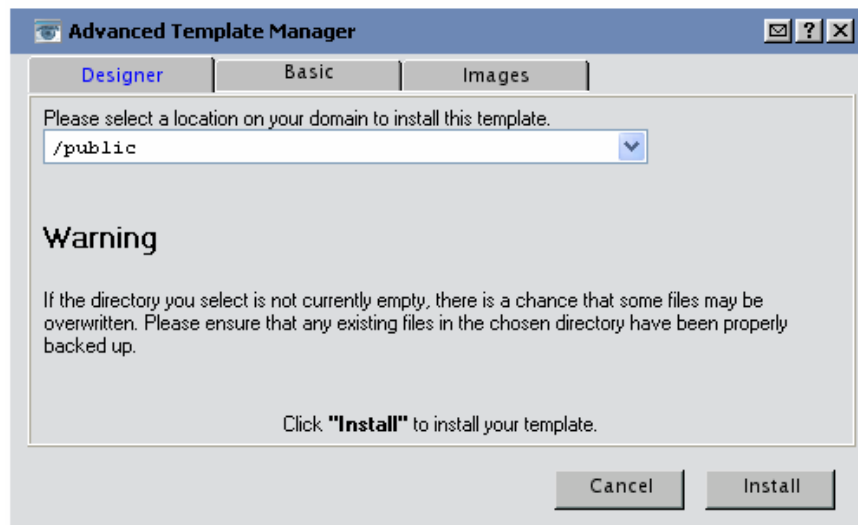 Advanced Template Manager
?
Designer
Basic
Images
Please select a location on your domain to install this template.
/public
Warning
If the directory you select is not currently empty, there is a chance that some files may be
overwritten. Please ensure that any existing files in the chosen directory have been properly
backed up.
Click "Install" to install your template.
Cancel
Install